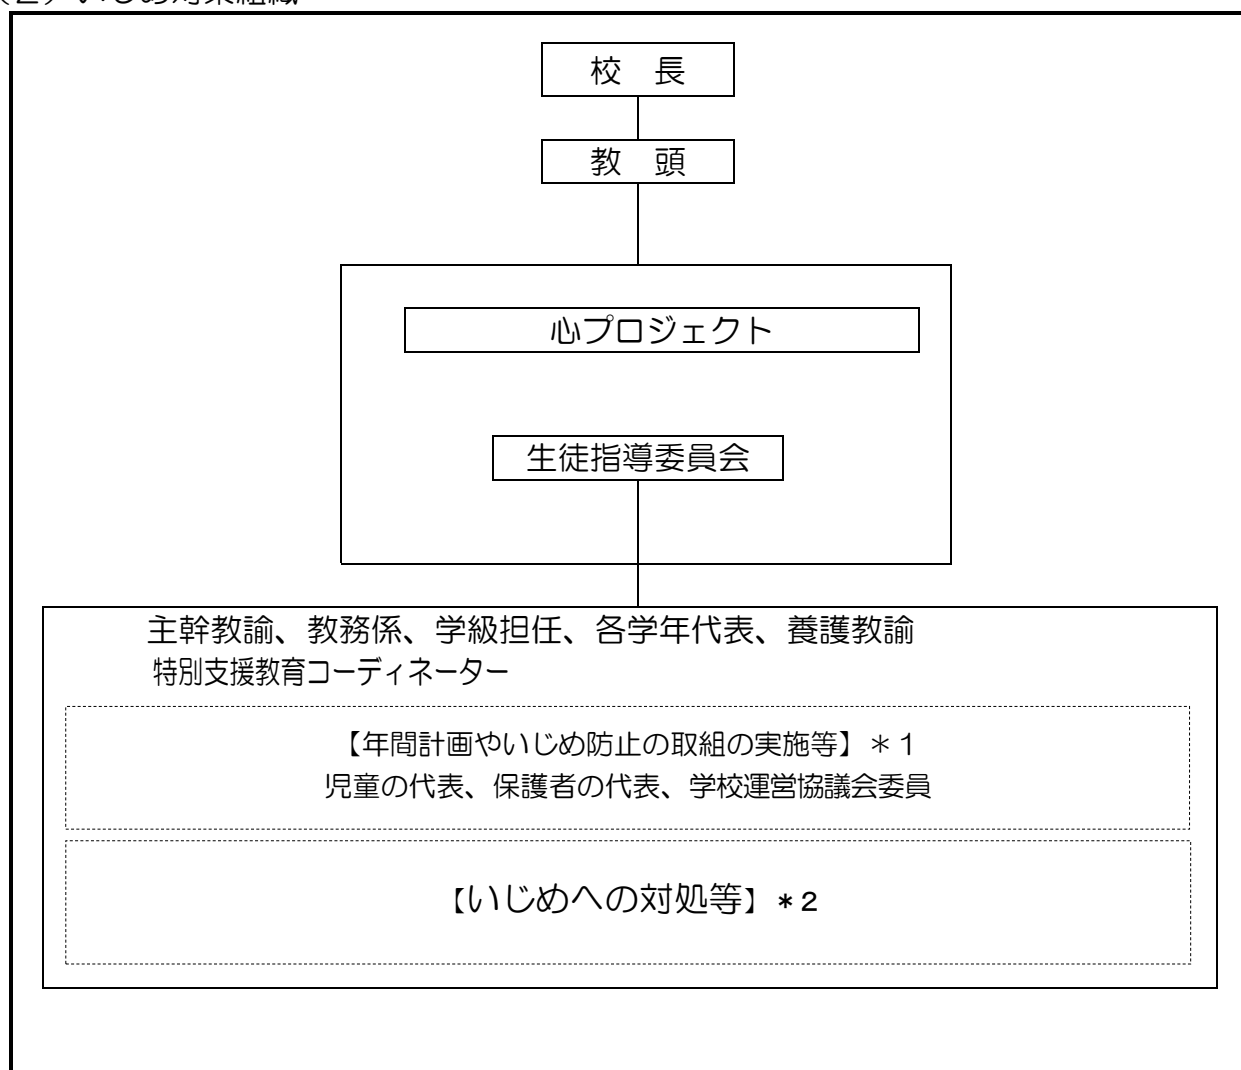 校　長
教　頭
心プロジェクト
生徒指導委員会
主幹教諭、教務係、学級担任、各学年代表、養護教諭
特別支援教育コーディネーター
【年間計画やいじめ防止の取組の実施等】＊１
児童の代表、保護者の代表、学校運営協議会委員
【いじめへの対処等】＊２